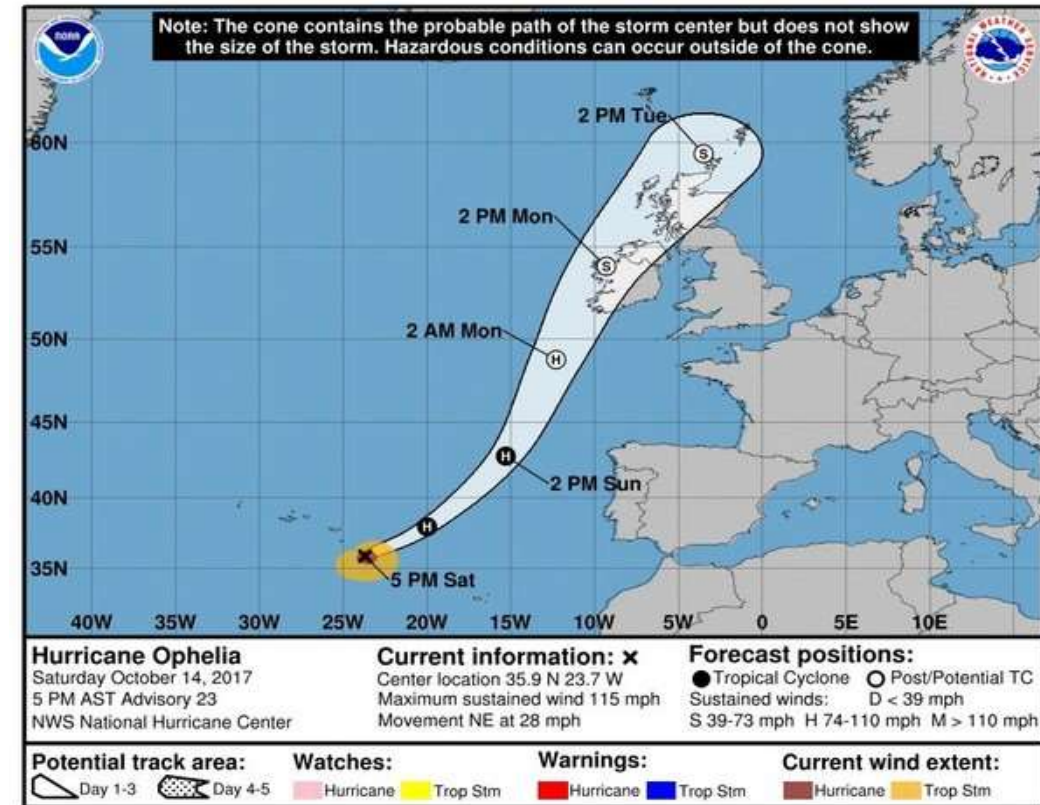 Note: The cone contains the probable path of the storm center but does not show
the size of the storm. Hazardous conditions can occur outside of the cone.
NOAA
NATIONAL WEATHER SERVICE
2 PM Tue
60N
S
2 PM Mon
55N
S
2 AM Mon
50N
H
45N
H
2 PM Sun
40N
H
35N
5 PM Sat
40W 35W 30W 25W 20W 15W 10W 5W 0 5E 10E
Hurricane Ophelia
Saturday October 14, 2017
5 PM AST Advisory 23
NWS National Hurricane Center
Current information: ×
Center location 35.9 N 23.7 W
Maximum sustained wind 115 mph
Movement NE at 28 mph
Forecast positions:
● Tropical Cyclone ○ Post/Potential TC
Sustained winds: D < 39 mph
S 39-73 mph H 74-110 mph M > 110 mph
Potential track area:
Day 1-3 Day 4-5
Watches:
Hurricane Trop Stm
Warnings:
Hurricane Trop Stm
Current wind extent:
Hurricane Trop Stm